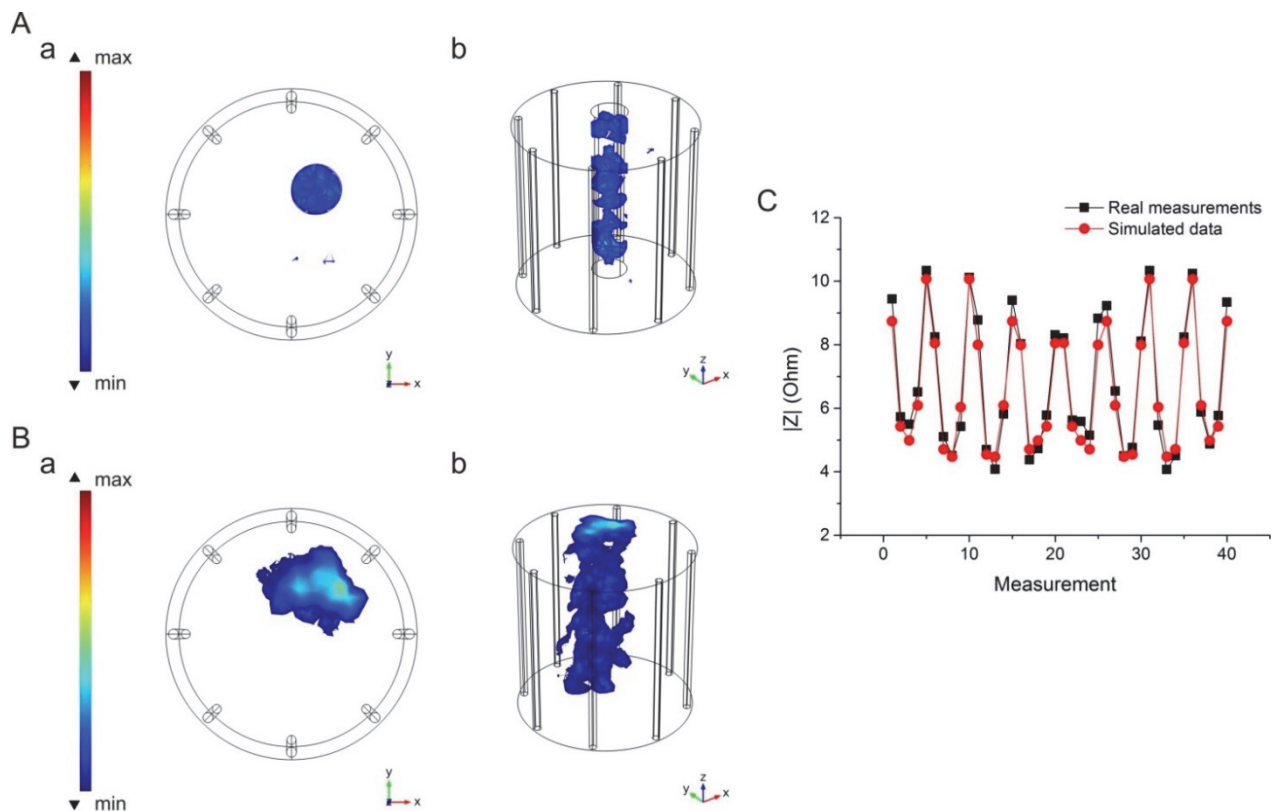 A
a
▲ max
▼ min
y
x
b
z
y
x
B
a
▲ max
▼ min
y
x
b
z
y
x
C
Real measurements
Simulated data
12
10
8
6
4
2
|Z| (Ohm)
0 10 20 30 40
Measurement